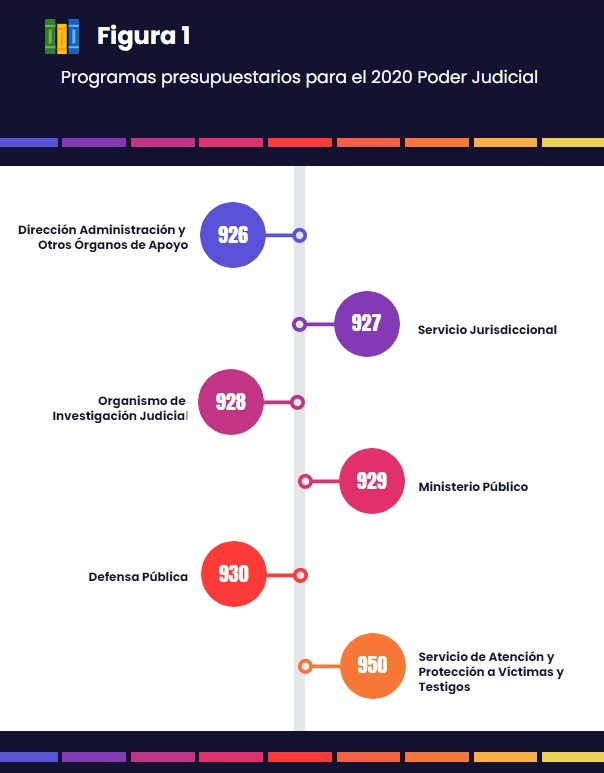 Figura 1
Programas presupuestarios para el 2020 Poder Judicial
Dirección Administración y
Otros Órganos de Apoyo
926
927
Servicio Jurisdiccional
Organismo de
Investigación Judicial
928
929
Ministerio Público
Defensa Pública
930
950
Servicio de Atención y
Protección a Víctimas y
Testigos